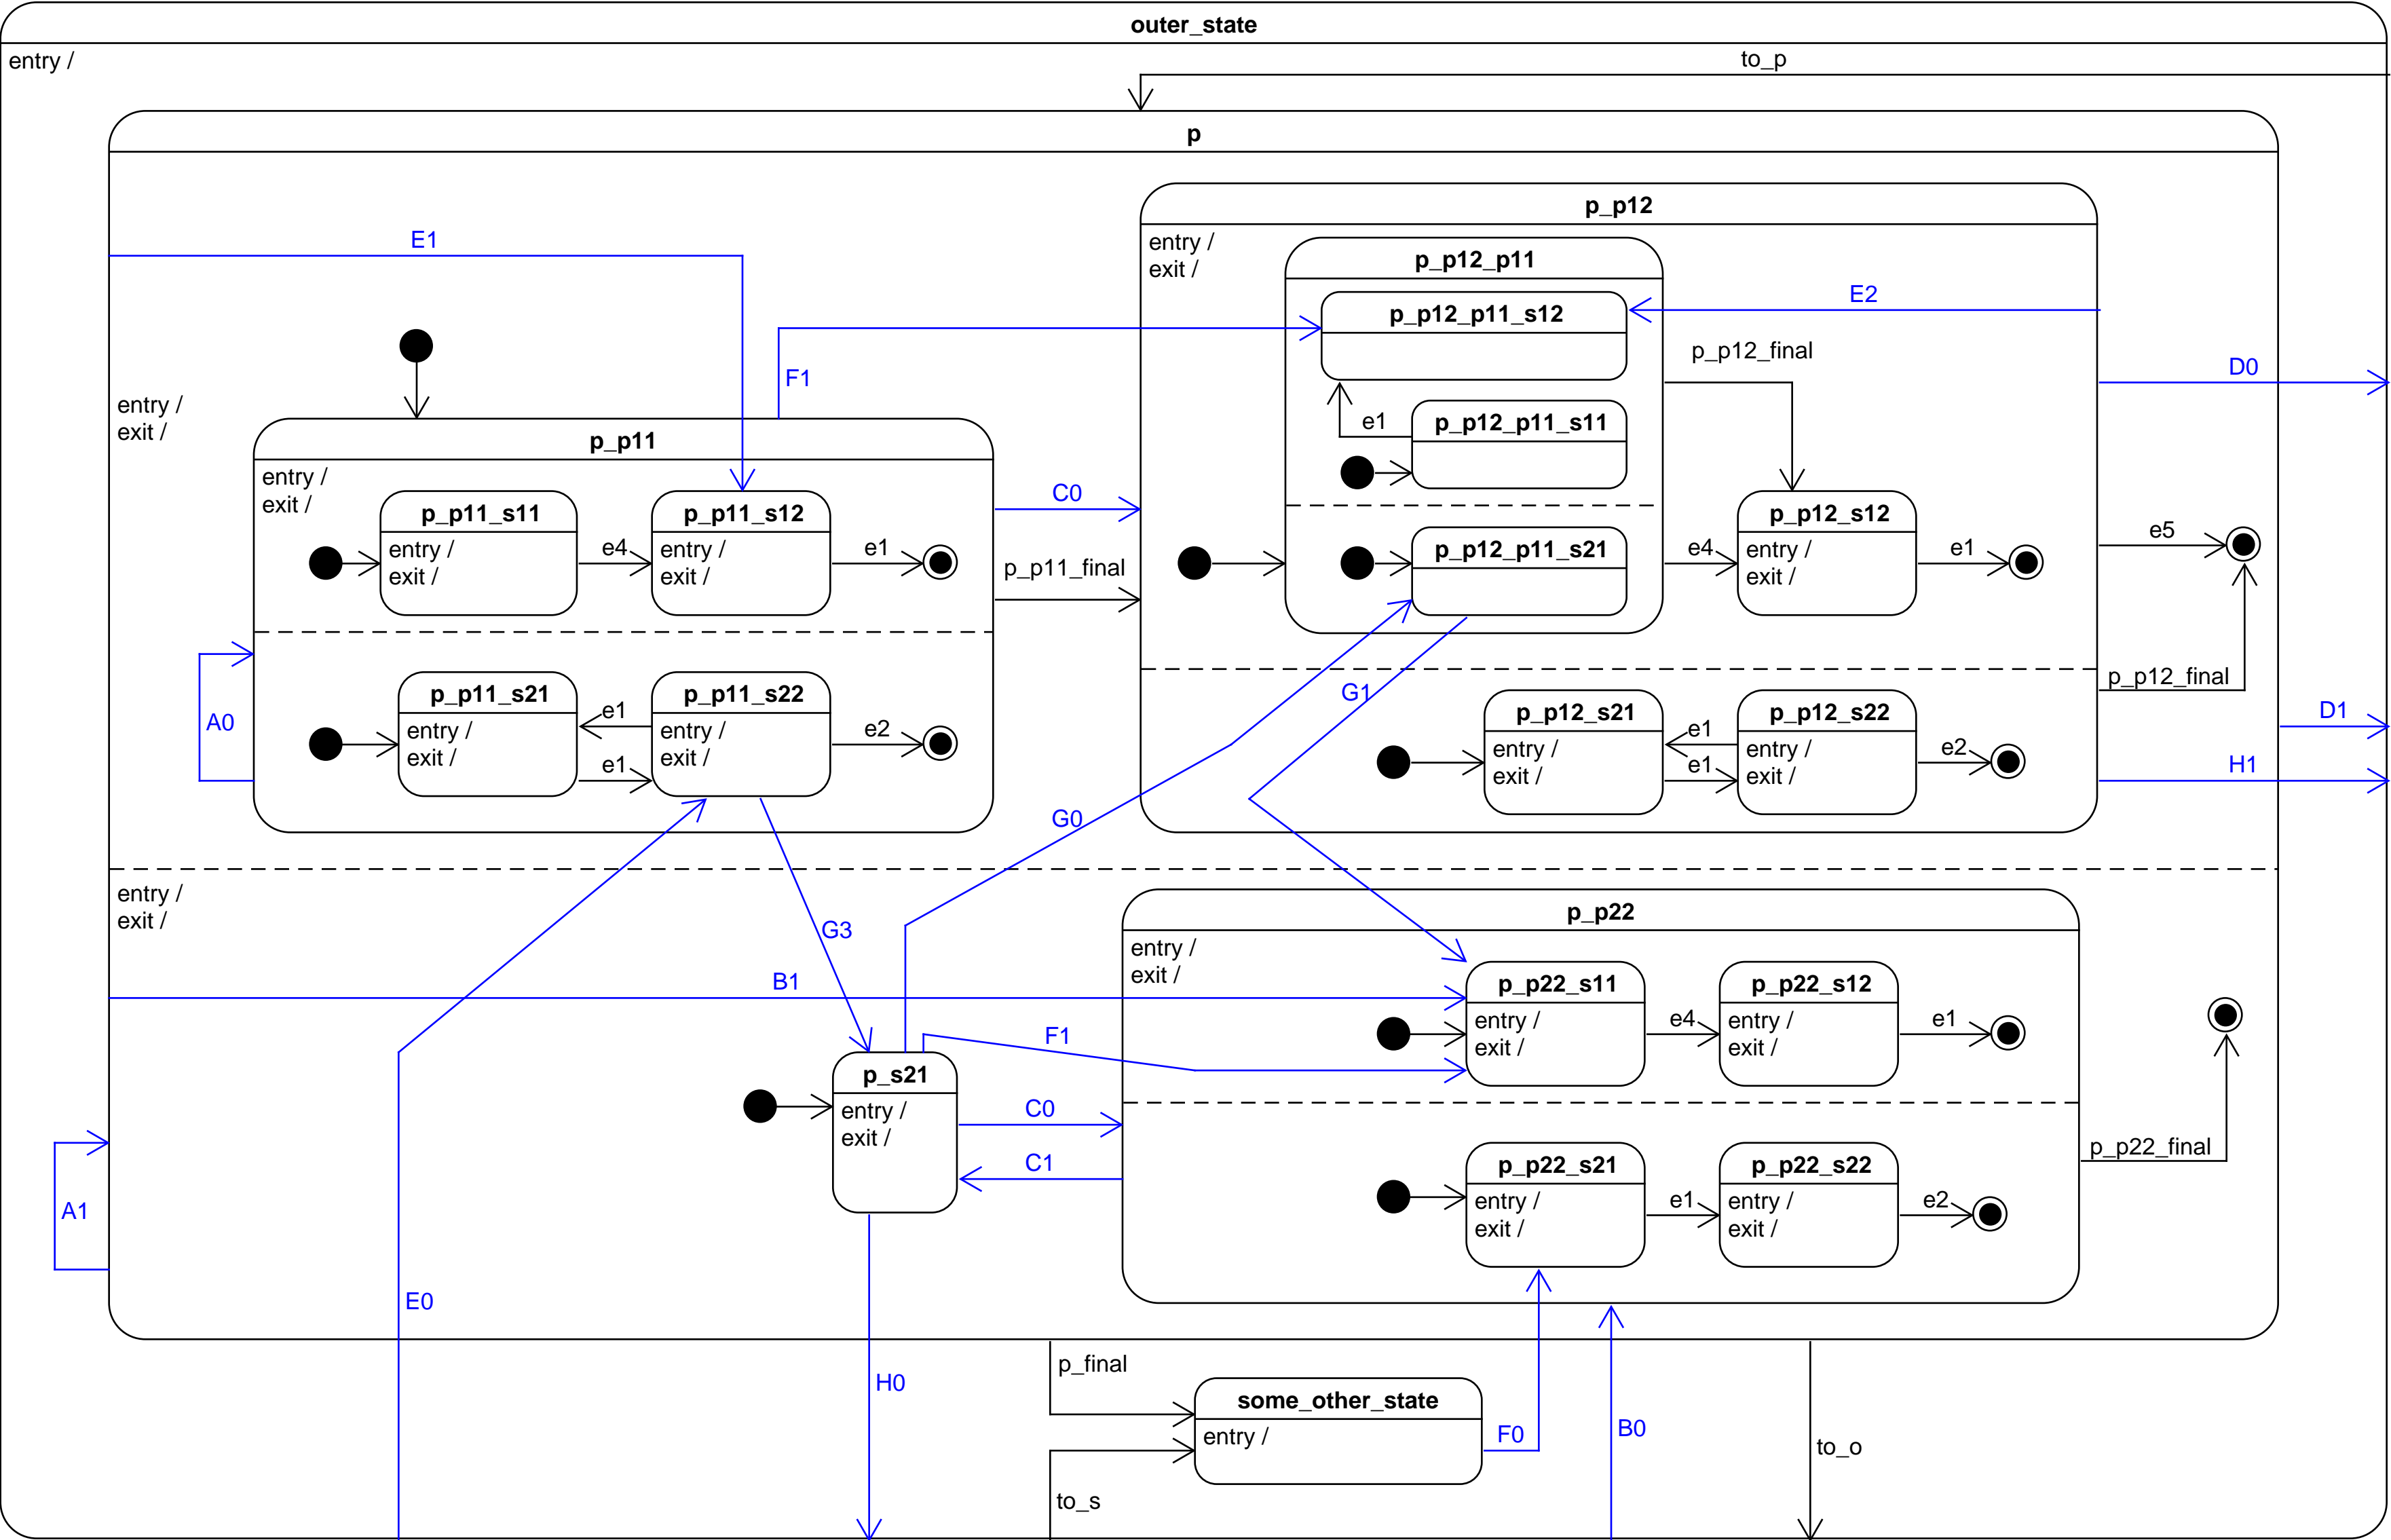 outer_state
entry /
to_p
p
p_p12
E1
entry /
exit /
p_p12_p11
E2
p_p12_p11_s12
p_p12_final
D0
F1
entry /
exit /
e1
p_p12_p11_s11
p_p11
entry /
exit /
C0
p_p11_s11
entry /
exit /
e4
p_p11_s12
entry /
exit /
e1
p_p11_final
p_p12_p11_s21
e4
p_p12_s12
entry /
exit /
e1
e5
p_p12_final
A0
p_p11_s21
entry /
exit /
e1
e1
p_p11_s22
entry /
exit /
e2
G1
p_p12_s21
entry /
exit /
e1
e1
p_p12_s22
entry /
exit /
e2
D1
H1
G0
entry /
exit /
p_p22
entry /
exit /
G3
B1
p_p22_s11
entry /
exit /
e4
p_p22_s12
entry /
exit /
e1
F1
p_s21
entry /
exit /
C0
C1
p_p22_final
p_p22_s21
entry /
exit /
e1
p_p22_s22
entry /
exit /
e2
A1
E0
p_final
H0
some_other_state
entry /
F0
B0
to_o
to_s